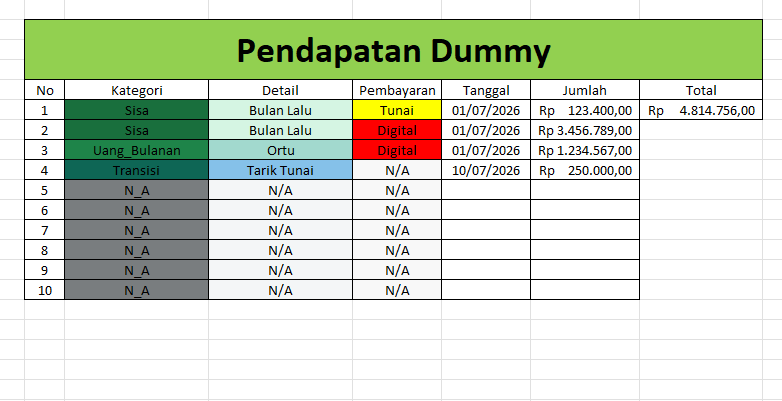 Pendapatan Dummy
No Kategori Detail Pembayaran Tanggal Jumlah Total
1 Sisa Bulan Lalu Tunai 01/07/2026 Rp 123.400,00 Rp 4.814.756,00
2 Sisa Bulan Lalu Digital 01/07/2026 Rp 3.456.789,00
3 Uang_Bulanan Ortu Digital 01/07/2026 Rp 1.234.567,00
4 Transisi Tarik Tunai N/A 10/07/2026 Rp 250.000,00
5 N_A N/A N/A
6 N_A N/A N/A
7 N_A N/A N/A
8 N_A N/A N/A
9 N_A N/A N/A
10 N_A N/A N/A